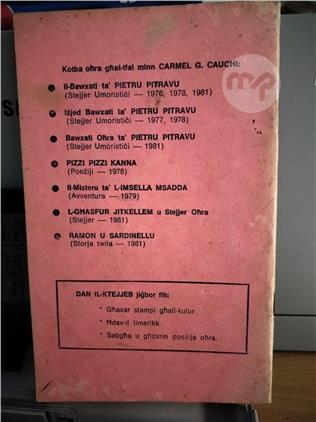 Kotba oħra għat-tfal minn CARMEL G. CAUCHI:
Il-Bawxati ta' PIETRU PITRAVU
(Stejjer Umoristiċi — 1976, 1978, 1981)
Iżjed Bawxati ta' PIETRU PITRAVU
(Stejjer Umoristiċi — 1977, 1978)
Bawxati Oħra ta' PIETRU PITRAVU
(Stejjer Umoristiċi — 1981)
PIZZI PIZZI KANNA
(Poeżiji — 1978)
Il-Misteru ta' L-IMSELLA MSADDA
(Avventura — 1979)
L-GĦASFUR JITKELLEM u Stejjer Oħra
(Stejjer — 1981)
RAMON U SARDINELLU
(Storja twila — 1981)
DAN IL-KTEJJEB jiġbor fih:
* Għaxar stampi għall-kulur
* Ħdax-il limerikk
* Sebgħa u għoxrin poeżija oħra.
mp